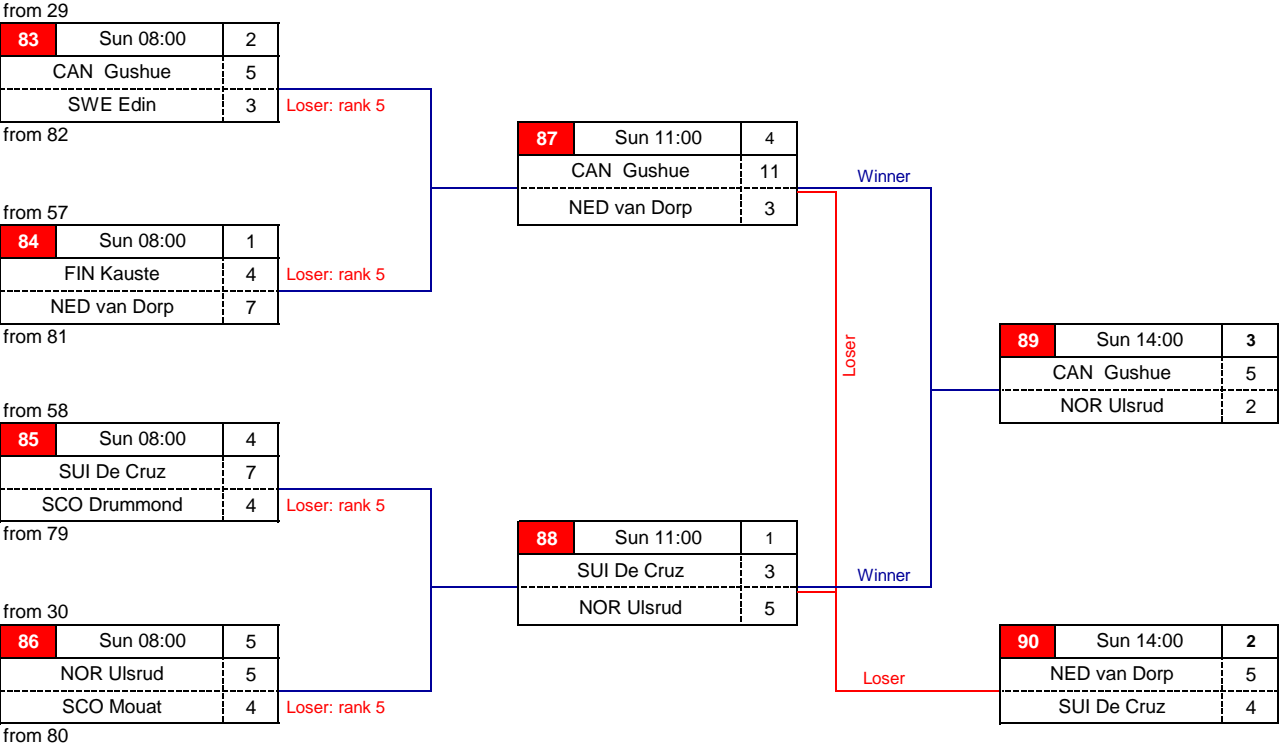 from 29
83 Sun 08:00 2
CAN Gushue 5
SWE Edin 3 Loser: rank 5
from 82
from 57
84 Sun 08:00 1
FIN Kauste 4 Loser: rank 5
NED van Dorp 7
from 81
from 58
85 Sun 08:00 4
SUI De Cruz 7
SCO Drummond 4 Loser: rank 5
from 79
from 30
86 Sun 08:00 5
NOR Ulsrud 5
SCO Mouat 4 Loser: rank 5
from 80
87 Sun 11:00 4
CAN Gushue 11
NED van Dorp 3
Winner
Loser
88 Sun 11:00 1
SUI De Cruz 3
NOR Ulsrud 5
Winner
Loser
89 Sun 14:00 3
CAN Gushue 5
NOR Ulsrud 2
90 Sun 14:00 2
NED van Dorp 5
SUI De Cruz 4